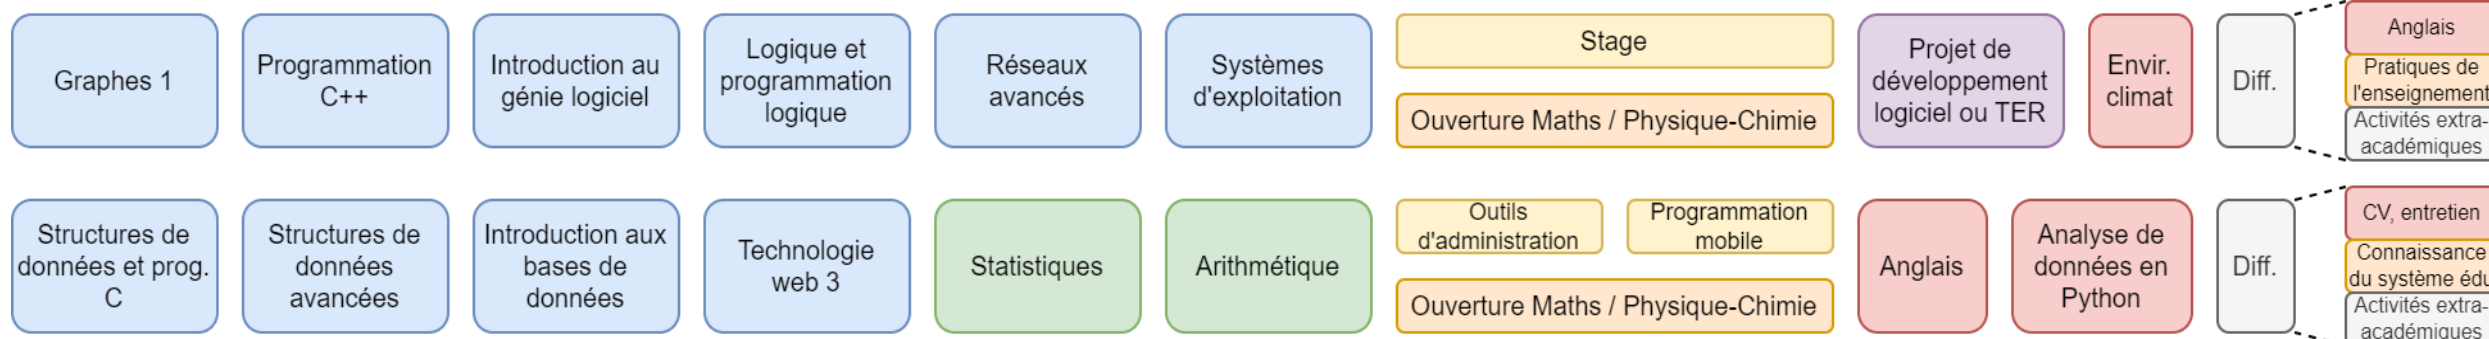 Graphes 1
Programmation
C++
Introduction au
génie logiciel
Logique et
programmation
logique
Réseaux
avancés
Systèmes
d'exploitation
Stage
Ouverture Maths / Physique-Chimie
Projet de
développement
logiciel ou TER
Envir.
climat
Diff.
Anglais
Pratiques de
l'enseignement
Activités extra-
académiques
Structures de
données et prog.
C
Structures de
données
avancées
Introduction aux
bases de
données
Technologie
web 3
Statistiques
Arithmétique
Outils
d'administration
Programmation
mobile
Ouverture Maths / Physique-Chimie
Anglais
Analyse de
données en
Python
Diff.
CV, entretien
Connaissance
du système édu
Activités extra-
académiques